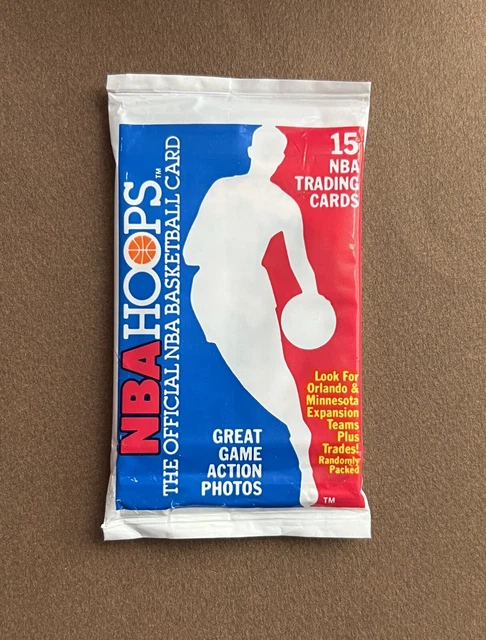 NBA HOOPS™
THE OFFICIAL NBA BASKETBALL CARD
15
NBA
TRADING
CARDS
Look For
Orlando &
Minnesota
Expansion
Teams
Plus
Trades!
Randomly
Packed
GREAT
GAME
ACTION
PHOTOS
TM